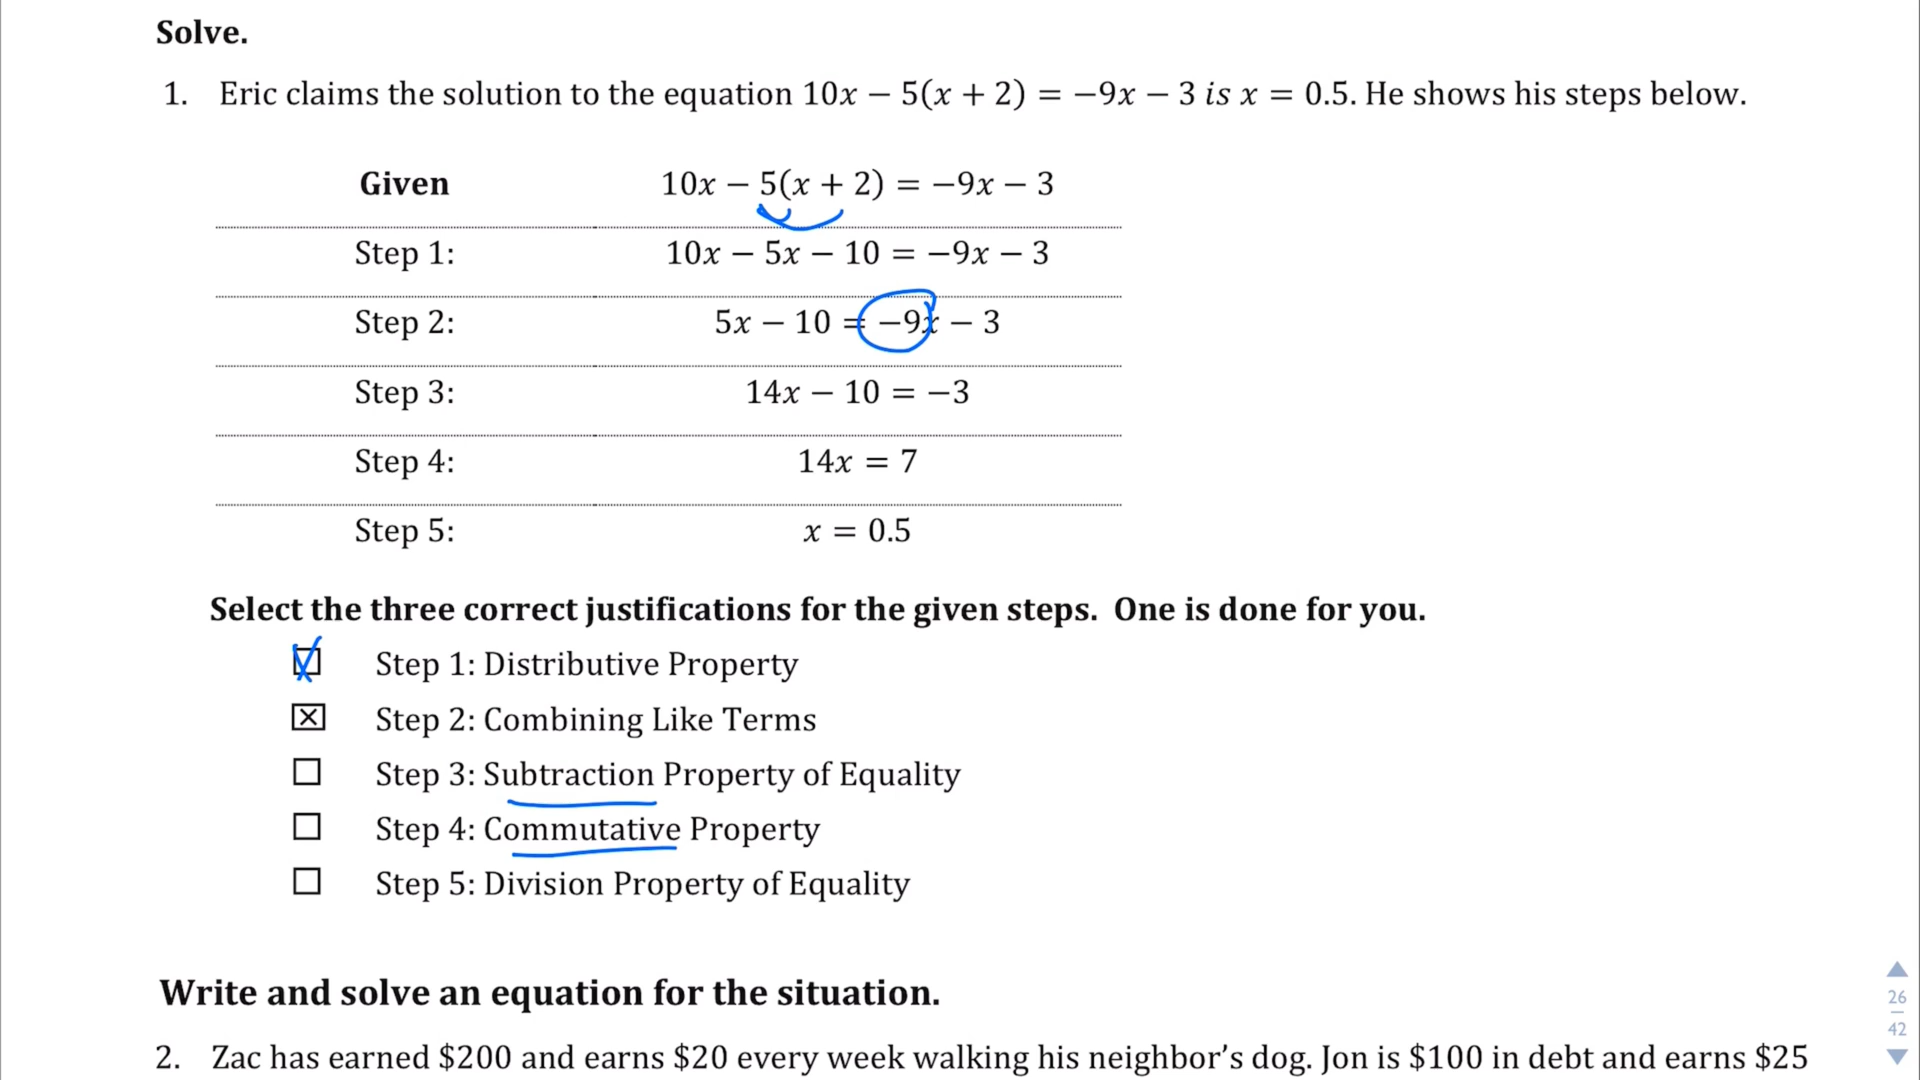 Solve.
1. Eric claims the solution to the equation 10x − 5(x + 2) = −9x − 3 is x = 0.5. He shows his steps below.
Given 10x − 5(x + 2) = −9x − 3
Step 1: 10x − 5x − 10 = −9x − 3
Step 2: 5x − 10 = −9x − 3
Step 3: 14x − 10 = −3
Step 4: 14x = 7
Step 5: x = 0.5
Select the three correct justifications for the given steps. One is done for you.
Step 1: Distributive Property
☒ Step 2: Combining Like Terms
☐ Step 3: Subtraction Property of Equality
☐ Step 4: Commutative Property
☐ Step 5: Division Property of Equality
Write and solve an equation for the situation.
2. Zac has earned $200 and earns $20 every week walking his neighbor’s dog. Jon is $100 in debt and earns $25
26
42